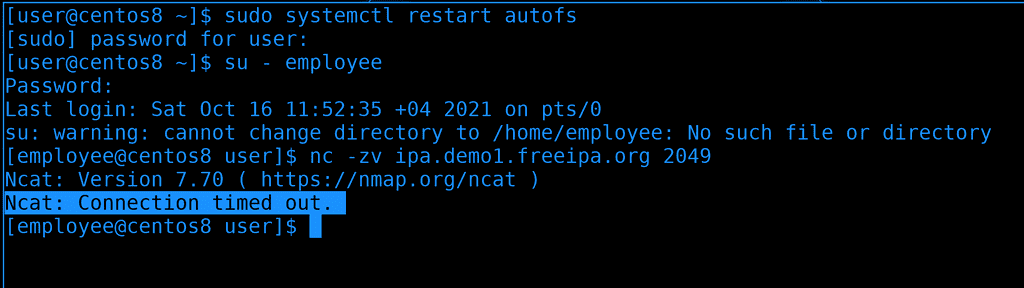 [user@centos8 ~]$ sudo systemctl restart autofs
[sudo] password for user:
[user@centos8 ~]$ su - employee
Password:
Last login: Sat Oct 16 11:52:35 +04 2021 on pts/0
su: warning: cannot change directory to /home/employee: No such file or directory
[employee@centos8 user]$ nc -zv ipa.demo1.freeipa.org 2049
Ncat: Version 7.70 ( https://nmap.org/ncat )
Ncat: Connection timed out.
[employee@centos8 user]$